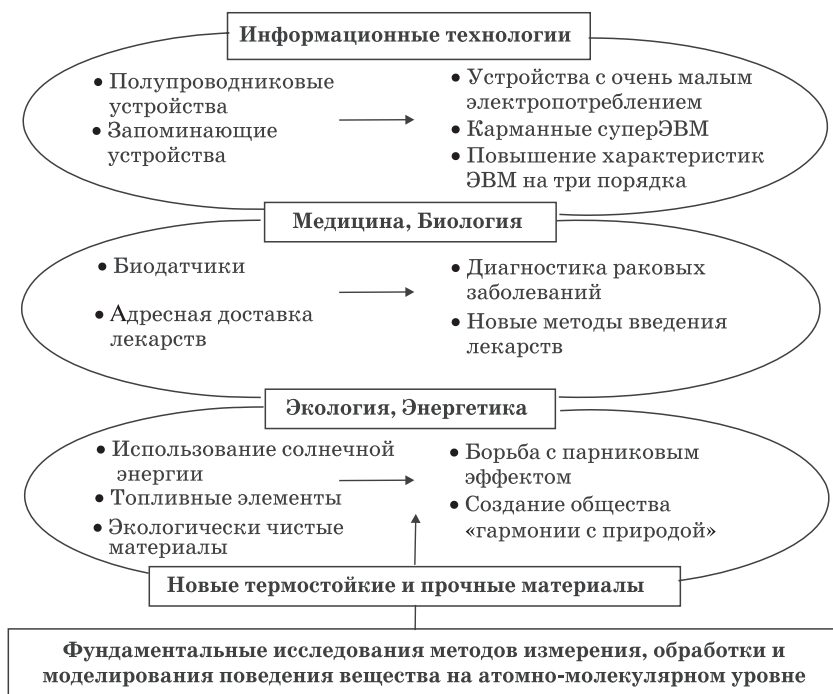 Информационные технологии
• Полупроводниковые
устройства
• Запоминающие
устройства
• Устройства с очень малым
электропотреблением
• Карманные суперЭВМ
• Повышение характеристик
ЭВМ на три порядка
Медицина, Биология
• Биодатчики
• Адресная доставка
лекарств
• Диагностика раковых
заболеваний
• Новые методы введения
лекарств
Экология, Энергетика
• Использование солнечной
энергии
• Топливные элементы
• Экологически чистые
материалы
• Борьба с парниковым
эффектом
• Создание общества
«гармонии с природой»
Новые термостойкие и прочные материалы
Фундаментальные исследования методов измерения, обработки и
моделирования поведения вещества на атомно-молекулярном уровне